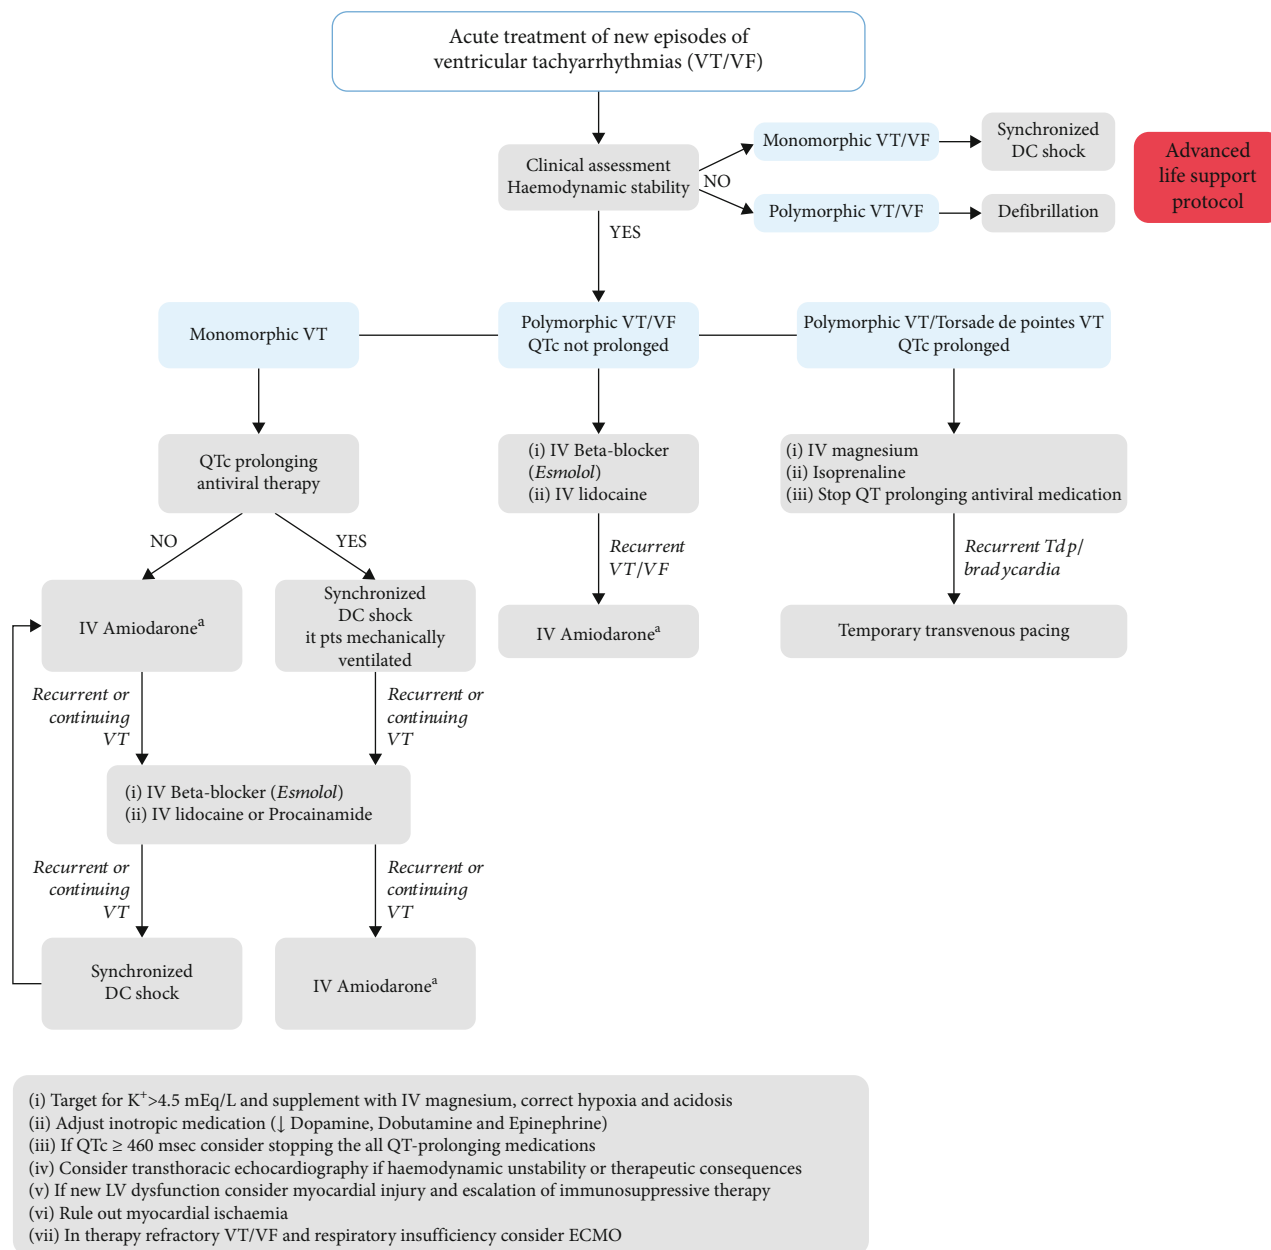 Acute treatment of new episodes of
ventricular tachyarrhythmias (VT/VF)
Clinical assessment
Haemodynamic stability
NO
Monomorphic VT/VF
Synchronized
DC shock
Polymorphic VT/VF
Defibrillation
Advanced
life support
protocol
YES
Monomorphic VT
Polymorphic VT/VF
QTc not prolonged
Polymorphic VT/Torsade de pointes VT
QTc prolonged
QTc prolonging
antiviral therapy
(i) IV Beta-blocker
(Esmolol)
(ii) IV lidocaine
(i) IV magnesium
(ii) Isoprenaline
(iii) Stop QT prolonging antiviral medication
NO
YES
Recurrent
VT/VF
Recurrent Tdp/
bradycardia
IV Amiodaroneᵃ
Synchronized
DC shock
it pts mechanically
ventilated
IV Amiodaroneᵃ
Temporary transvenous pacing
Recurrent or
continuing
VT
Recurrent or
continuing
VT
(i) IV Beta-blocker (Esmolol)
(ii) IV lidocaine or Procainamide
Recurrent or
continuing
VT
Recurrent or
continuing
VT
Synchronized
DC shock
IV Amiodaroneᵃ
(i) Target for K⁺>4.5 mEq/L and supplement with IV magnesium, correct hypoxia and acidosis
(ii) Adjust inotropic medication (↓ Dopamine, Dobutamine and Epinephrine)
(iii) If QTc ≥ 460 msec consider stopping the all QT-prolonging medications
(iv) Consider transthoracic echocardiography if haemodynamic unstability or therapeutic consequences
(v) If new LV dysfunction consider myocardial injury and escalation of immunosuppressive therapy
(vi) Rule out myocardial ischaemia
(vii) In therapy refractory VT/VF and respiratory insufficiency consider ECMO